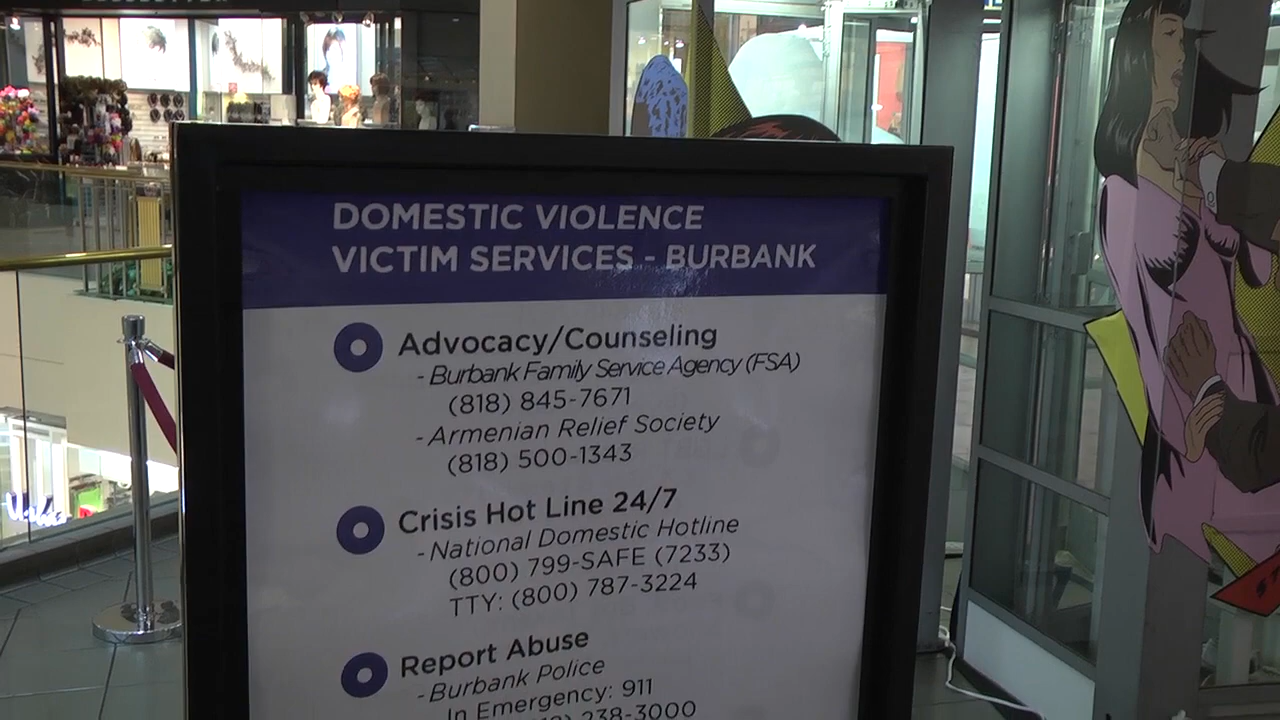 DOMESTIC VIOLENCE
VICTIM SERVICES - BURBANK
Advocacy/Counseling
- Burbank Family Service Agency (FSA)
(818) 845-7671
- Armenian Relief Society
(818) 500-1343
Crisis Hot Line 24/7
- National Domestic Hotline
(800) 799-SAFE (7233)
TTY: (800) 787-3224
Report Abuse
- Burbank Police
In Emergency: 911
238-3000